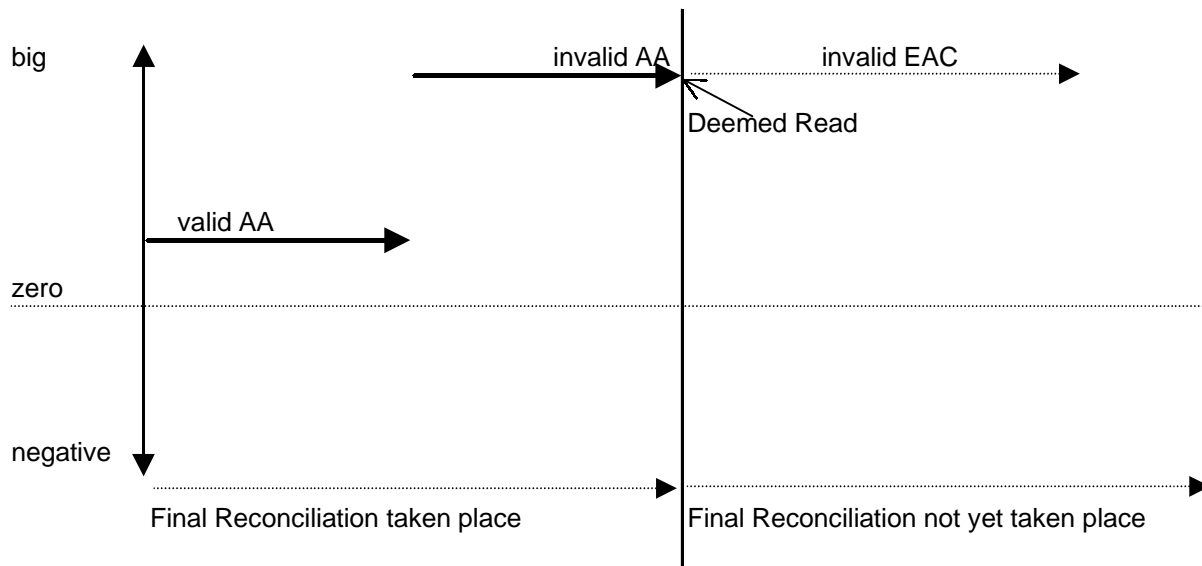 big
invalid AA
invalid EAC
Deemed Read
valid AA
zero
negative
Final Reconciliation taken place
Final Reconciliation not yet taken place